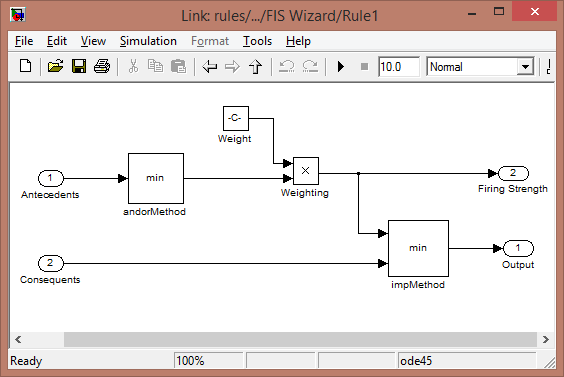 Link: rules/.../FIS Wizard/Rule1
File Edit View Simulation Format Tools Help
10.0 Normal
-C-
Weight
1
Antecedents
min
andorMethod
×
Weighting
2
Firing Strength
2
Consequents
min
impMethod
1
Output
Ready 100% ode45